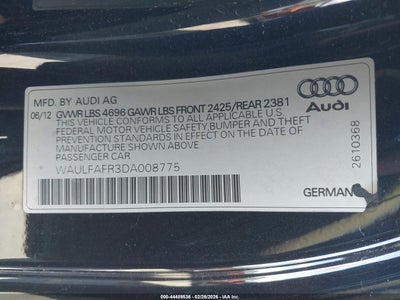 MFD. BY AUDI AG
06/12 GVWR LBS 4696 GAWR LBS FRONT 2425/REAR 2381
THIS VEHICLE CONFORMS TO ALL APPLICABLE U.S.
FEDERAL MOTOR VEHICLE SAFETY, BUMPER AND THEFT
PREVENTION STANDARDS IN EFFECT ON THE DATE OF
MANUFACTURE SHOWN ABOVE.
PASSENGER CAR
WAULFAFR3DA008775
Audi
2610368
GERMAN
000-44489536 - 02/26/2026 - IAA, Inc.